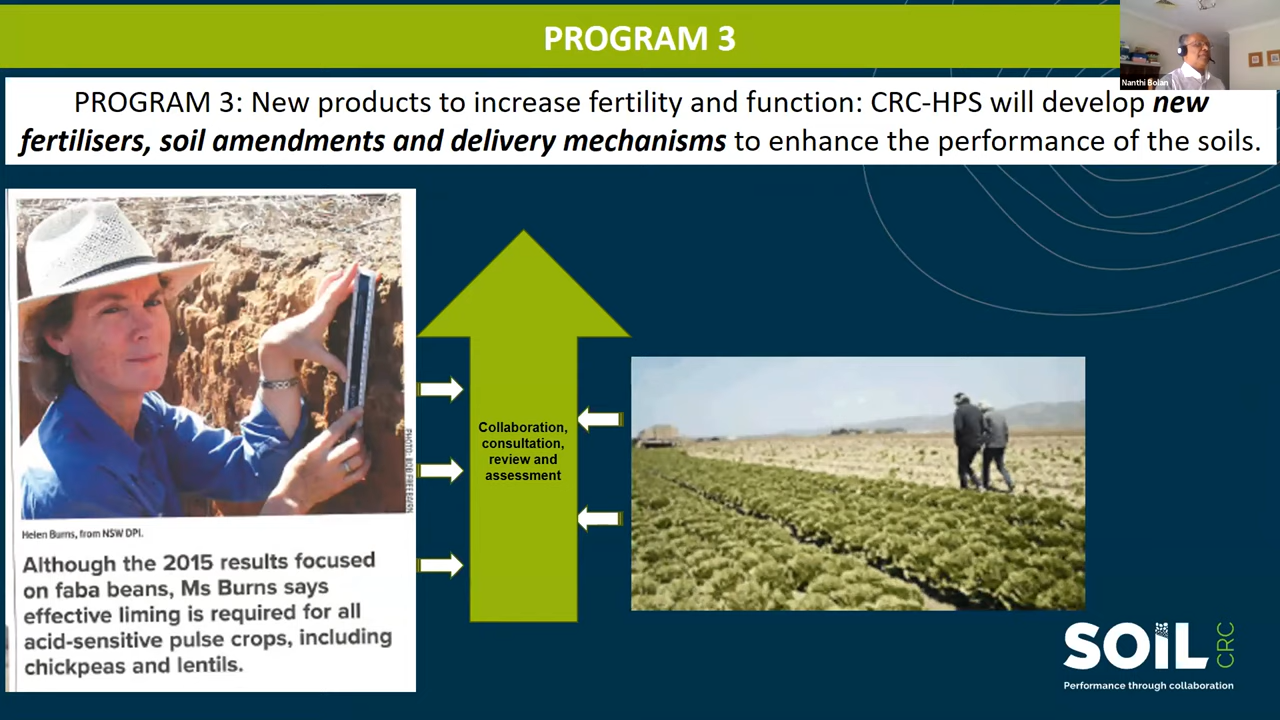 PROGRAM 3
Nanthi Bolan
PROGRAM 3: New products to increase fertility and function: CRC-HPS will develop new
fertilisers, soil amendments and delivery mechanisms to enhance the performance of the soils.
PHOTO: BOB FREEBAIRN
Helen Burns, from NSW DPI.
Although the 2015 results focused
on faba beans, Ms Burns says
effective liming is required for all
acid-sensitive pulse crops, including
chickpeas and lentils.
Collaboration,
consultation,
review and
assessment
SOIL CRC
Performance through collaboration